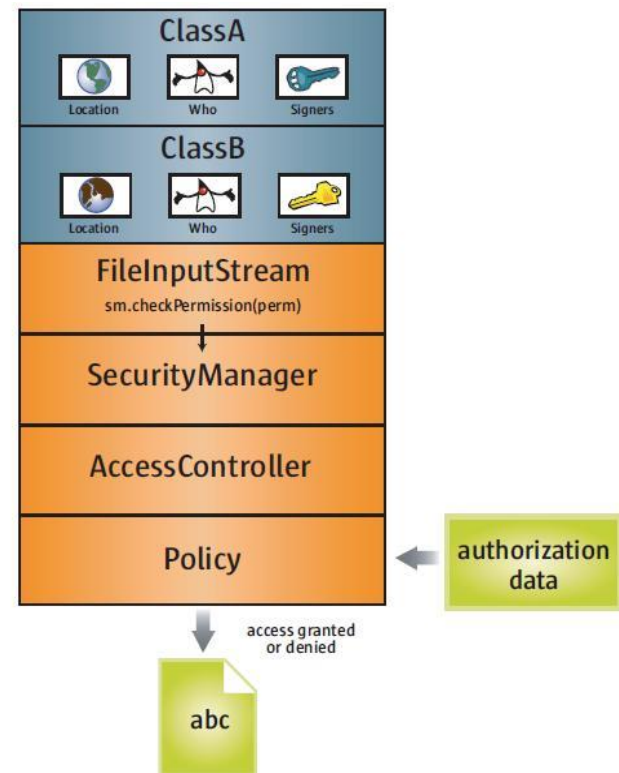 ClassA
Location Who Signers
ClassB
Location Who Signers
FileInputStream
sm.checkPermission(perm)
SecurityManager
AccessController
Policy
authorization
data
access granted
or denied
abc